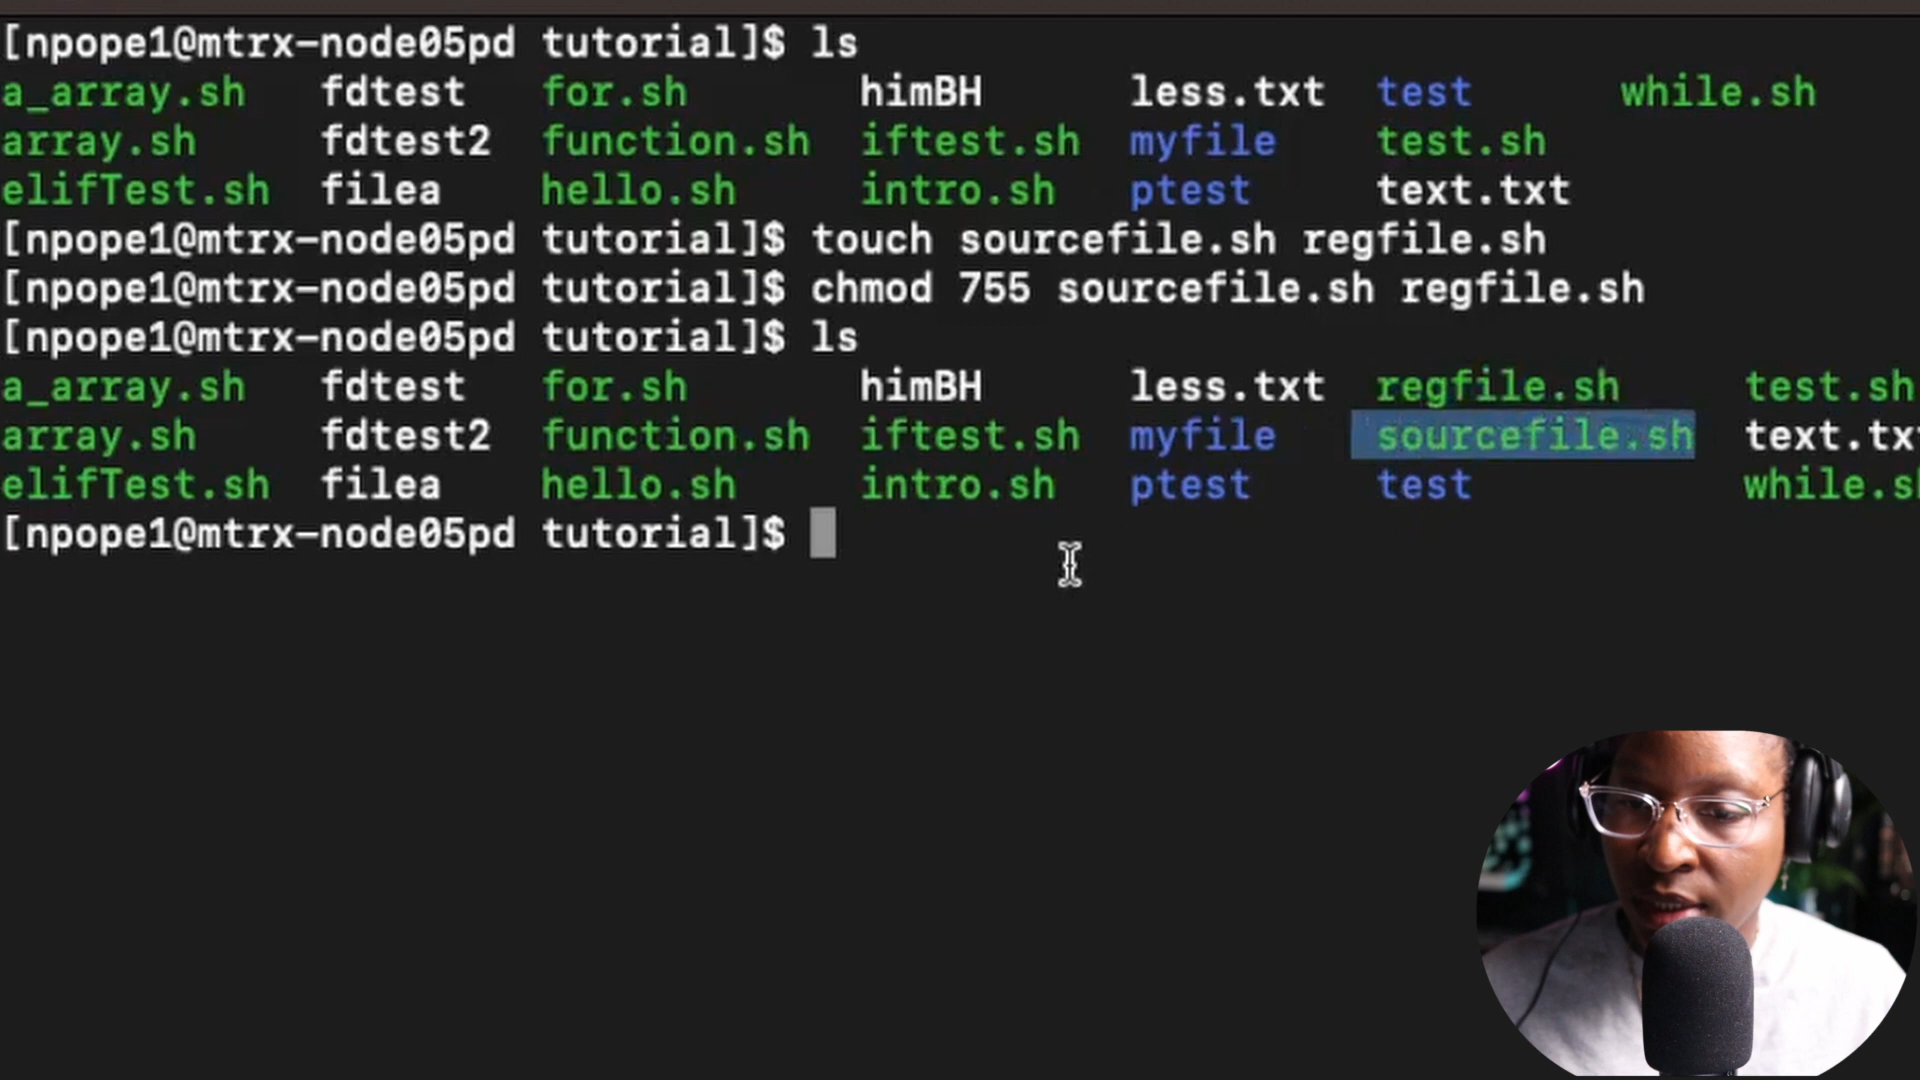 [npope1@mtrx-node05pd tutorial]$ ls
a_array.sh fdtest for.sh himBH less.txt test while.sh
array.sh fdtest2 function.sh iftest.sh myfile test.sh
elifTest.sh filea hello.sh intro.sh ptest text.txt
[npope1@mtrx-node05pd tutorial]$ touch sourcefile.sh regfile.sh
[npope1@mtrx-node05pd tutorial]$ chmod 755 sourcefile.sh regfile.sh
[npope1@mtrx-node05pd tutorial]$ ls
a_array.sh fdtest for.sh himBH less.txt regfile.sh test.sh
array.sh fdtest2 function.sh iftest.sh myfile sourcefile.sh text.tx
elifTest.sh filea hello.sh intro.sh ptest test while.s
[npope1@mtrx-node05pd tutorial]$